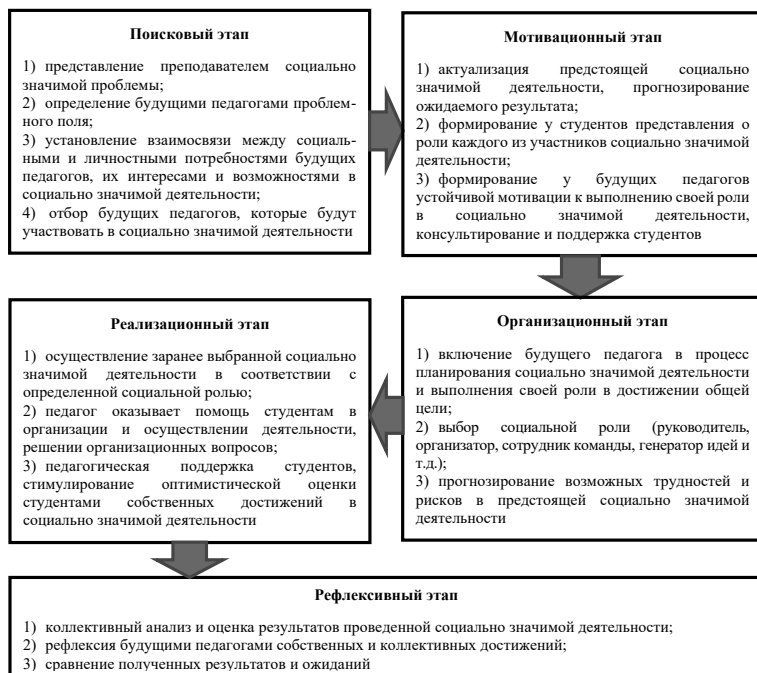 Поисковый этап
1) представление преподавателем социально
значимой проблемы;
2) определение будущими педагогами проблем-
ного поля;
3) установление взаимосвязи между социаль-
ными и личностными потребностями будущих
педагогов, их интересами и возможностями в
социально значимой деятельности;
4) отбор будущих педагогов, которые будут
участвовать в социально значимой деятельности
Мотивационный этап
1) актуализация предстоящей социально
значимой деятельности, прогнозирование
ожидаемого результата;
2) формирование у студентов представления о
роли каждого из участников социально значимой
деятельности;
3) формирование у будущих педагогов
устойчивой мотивации к выполнению своей роли
в социально значимой деятельности,
консультирование и поддержка студентов
Организационный этап
1) включение будущего педагога в процесс
планирования социально значимой деятельности
и выполнения своей роли в достижении общей
цели;
2) выбор социальной роли (руководитель,
организатор, сотрудник команды, генератор идей и
т.д.);
3) прогнозирование возможных трудностей и
рисков в предстоящей социально значимой
деятельности
Реализационный этап
1) осуществление заранее выбранной социально
значимой деятельности в соответствии с
определенной социальной ролью;
2) педагог оказывает помощь студентам в
организации и осуществлении деятельности,
решении организационных вопросов;
3) педагогическая поддержка студентов,
стимулирование оптимистической оценки
студентами собственных достижений в
социально значимой деятельности
Рефлексивный этап
1) коллективный анализ и оценка результатов проведенной социально значимой деятельности;
2) рефлексия будущими педагогами собственных и коллективных достижений;
3) сравнение полученных результатов и ожиданий